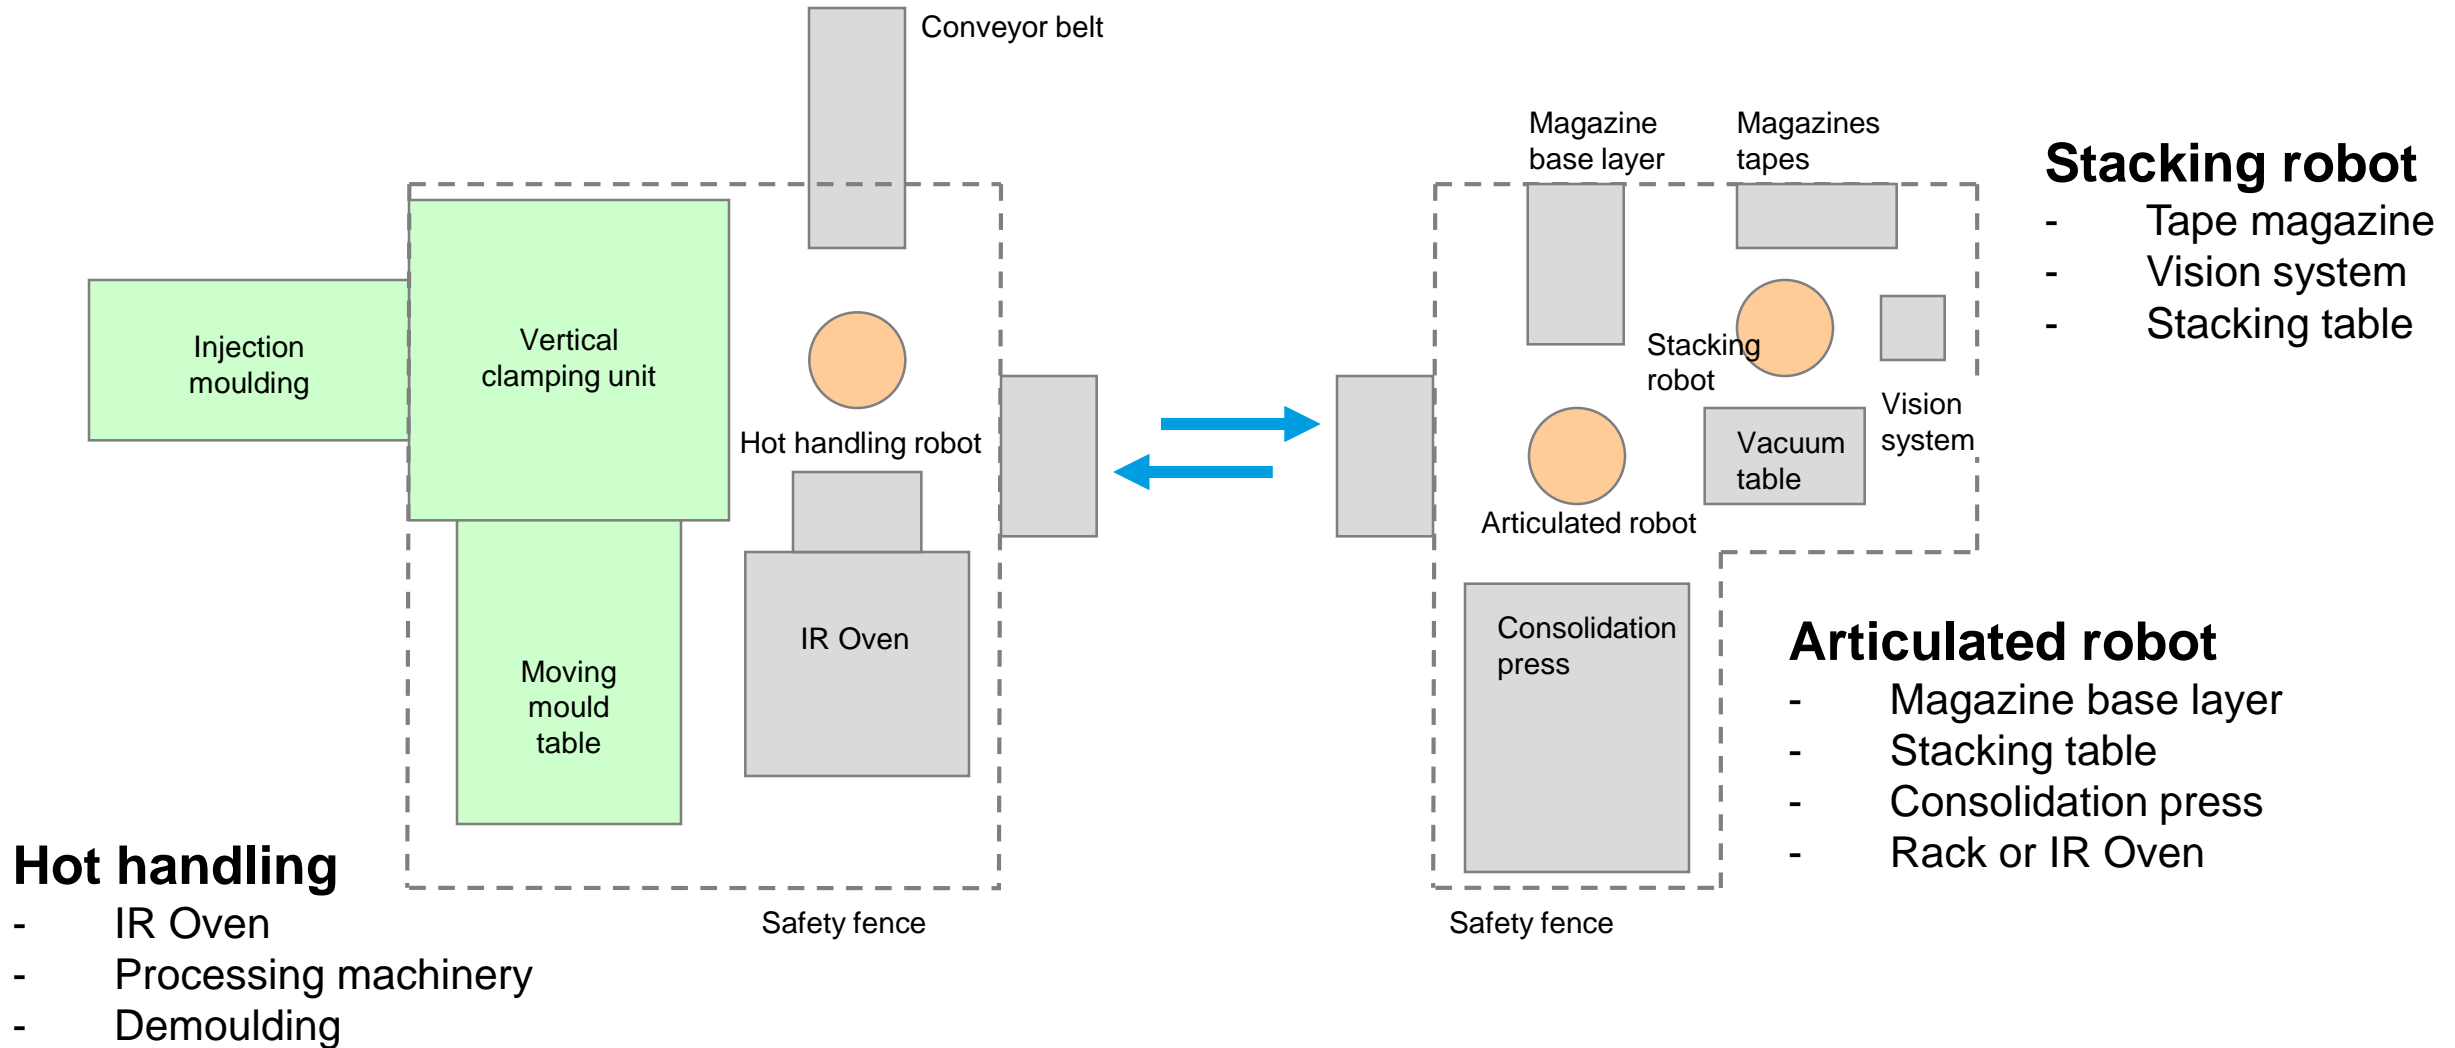 Conveyor belt
Injection
moulding
Vertical
clamping unit
Hot handling robot
IR Oven
Moving
mould
table
Safety fence
Hot handling
- IR Oven
- Processing machinery
- Demoulding
Magazine
base layer
Magazines
tapes
Stacking
robot
Vision
system
Vacuum
table
Articulated robot
Consolidation
press
Safety fence
Stacking robot
- Tape magazine
- Vision system
- Stacking table
Articulated robot
- Magazine base layer
- Stacking table
- Consolidation press
- Rack or IR Oven